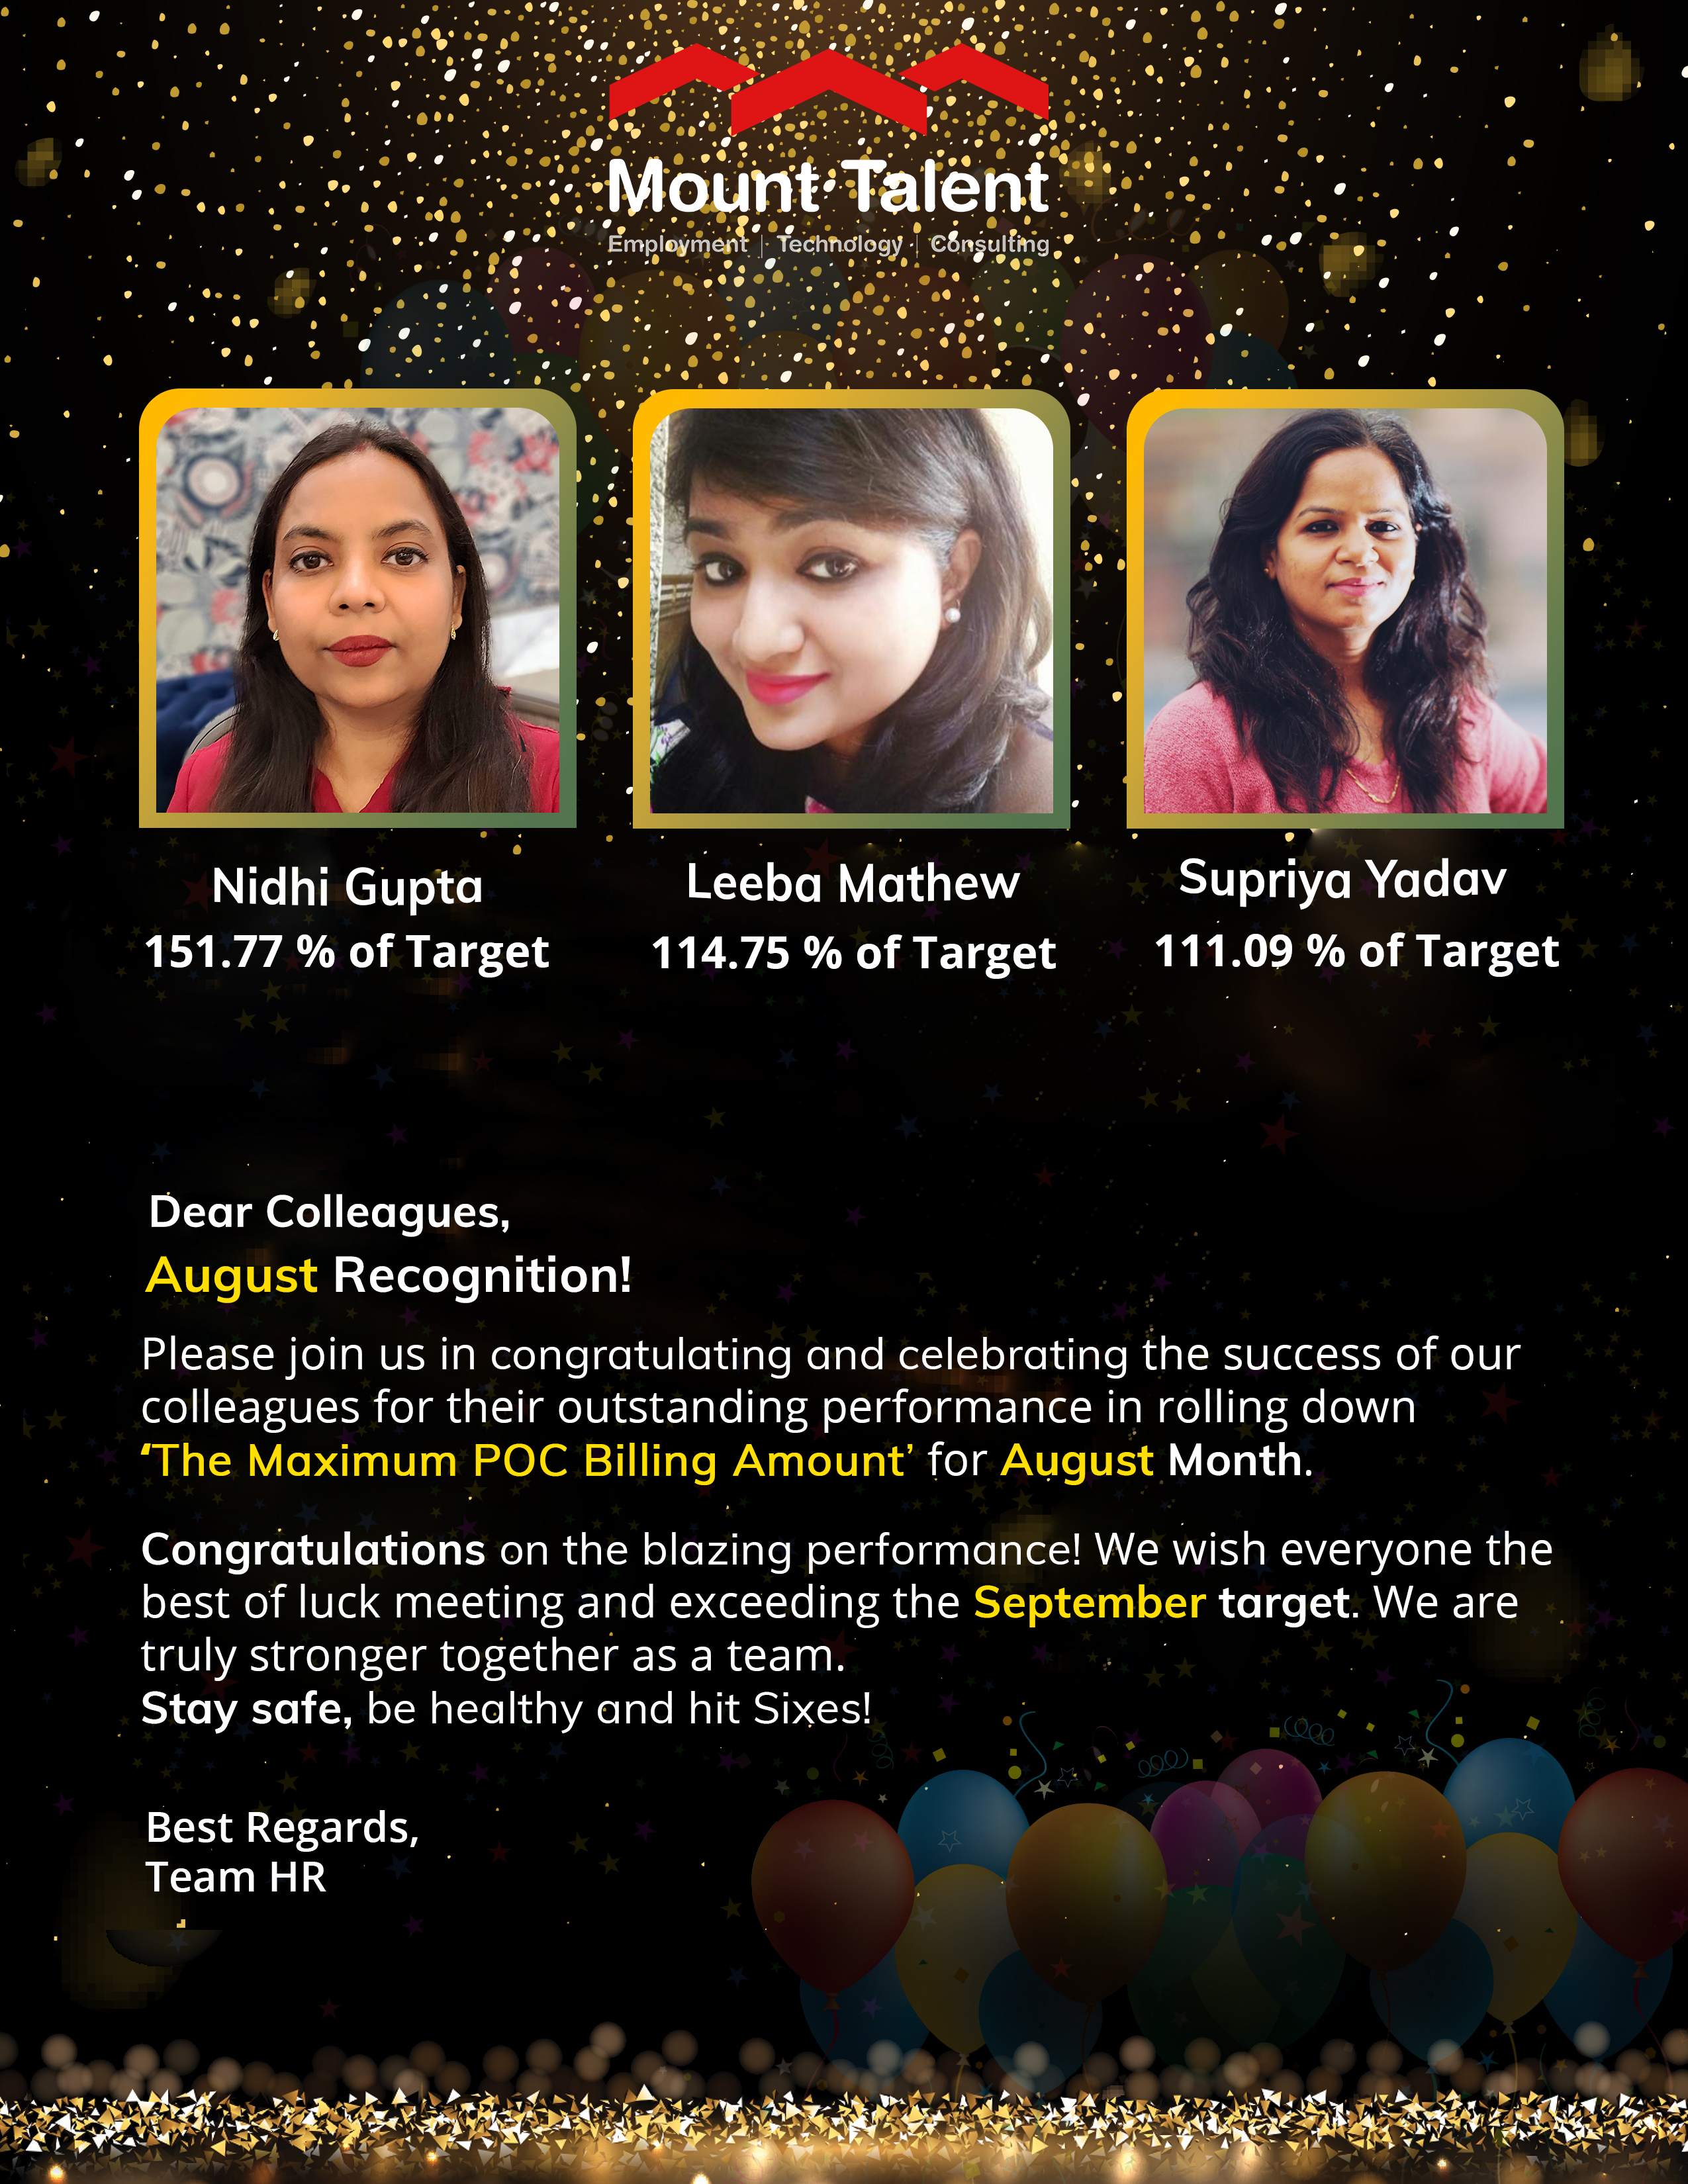 Mount Talent
Employment | Technology | Consulting
Nidhi Gupta
151.77 % of Target
Leeba Mathew
114.75 % of Target
Supriya Yadav
111.09 % of Target
Dear Colleagues,
August Recognition!
Please join us in congratulating and celebrating the success of our
colleagues for their outstanding performance in rolling down
‘The Maximum POC Billing Amount’ for August Month.
Congratulations on the blazing performance! We wish everyone the
best of luck meeting and exceeding the September target. We are
truly stronger together as a team.
Stay safe, be healthy and hit Sixes!
Best Regards,
Team HR